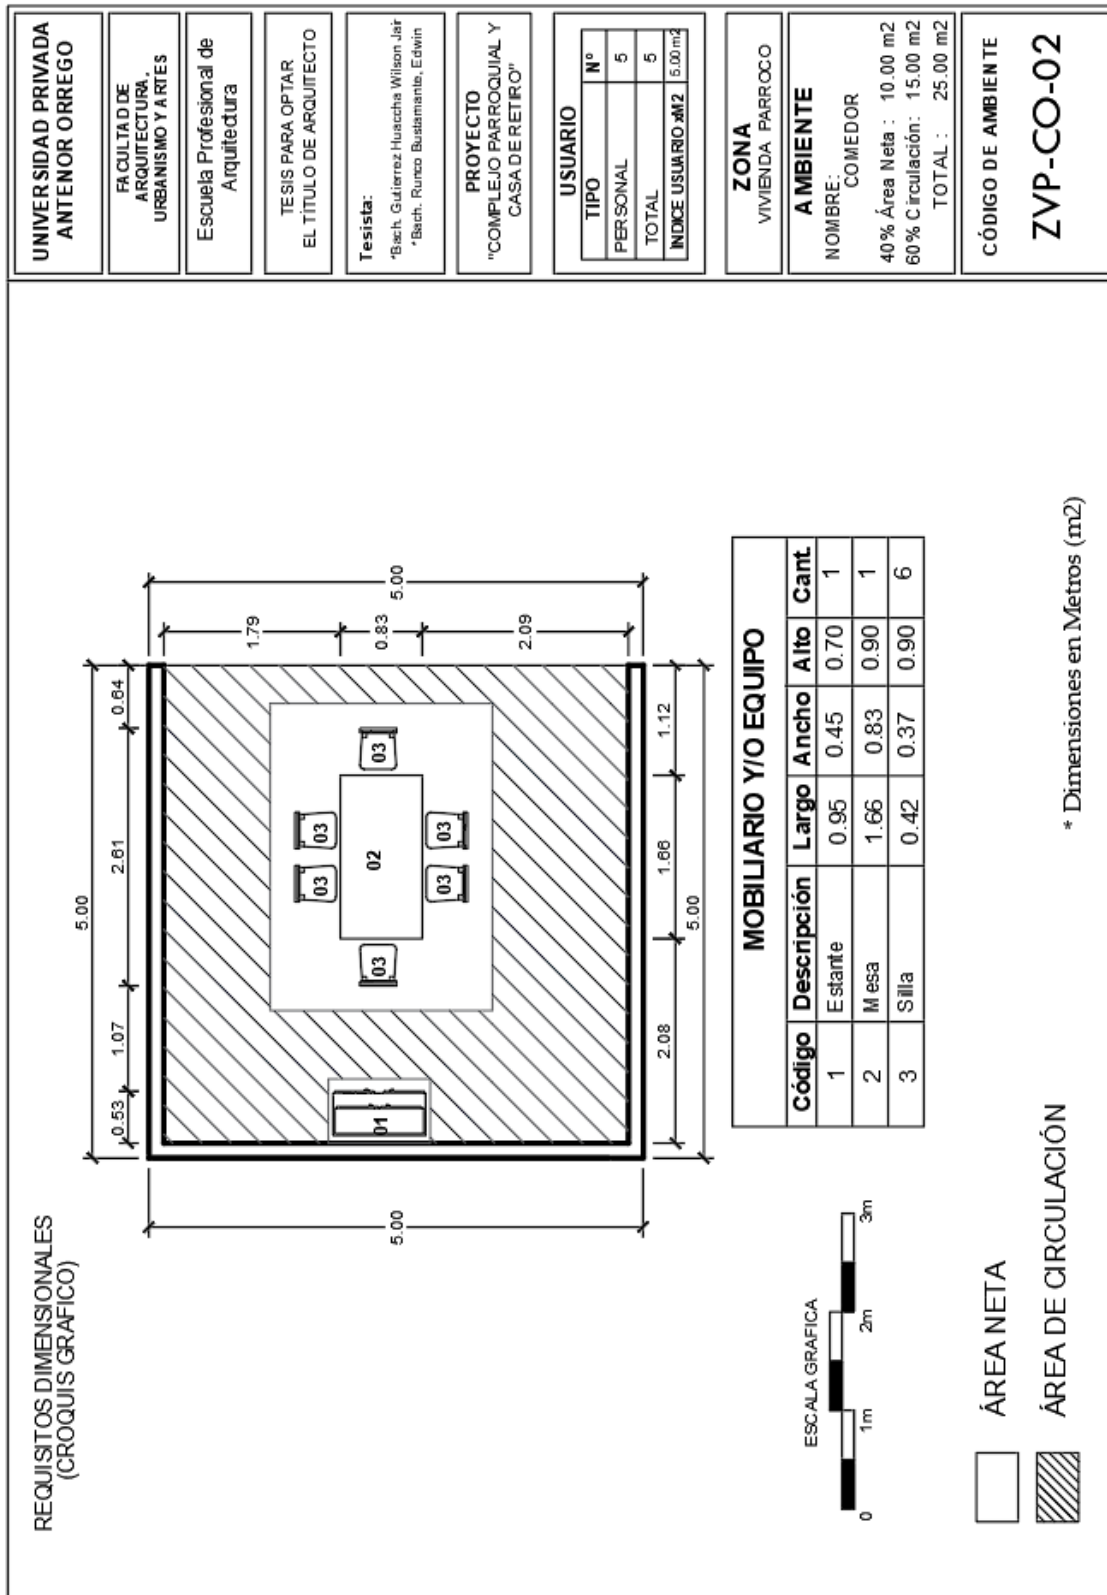 REQUISITOS DIMENSIONALES
(CROQUIS GRAFICO)
5.00
0.53
1.07
2.61
0.64
5.00
5.00
1.79
0.83
2.09
01
02
03
03
03
03
03
03
2.08
1.66
1.12
5.00
ESCALA GRAFICA
0
1m
2m
3m
ÁREA NETA
ÁREA DE CIRCULACIÓN
MOBILIARIO Y/O EQUIPO
Código Descripción Largo Ancho Alto Cant.
1 Estante 0.95 0.45 0.70 1
2 Mesa 1.66 0.83 0.90 1
3 Silla 0.42 0.37 0.90 6
* Dimensiones en Metros (m2)
UNIVERSIDAD PRIVADA
ANTENOR ORREGO
FACULTA DE
ARQUITECTURA,
URBANISMO Y ARTES
Escuela Profesional de
Arquitectura
TESIS PARA OPTAR
EL TÍTULO DE ARQUITECTO
Tesista:
*Bach. Gutierrez Huaccha Wilson Jair
*Bach. Runco Bustamante, Edwin
PROYECTO
"COMPLEJO PARROQUIAL Y
CASA DE RETIRO"
USUARIO
TIPO Nº
PERSONAL 5
TOTAL 5
INDICE USUARIO xM2 5.00 m2
ZONA
VIVIENDA PARROCO
AMBIENTE
NOMBRE:
COMEDOR
40% Área Neta : 10.00 m2
60% Circulación: 15.00 m2
TOTAL : 25.00 m2
CÓDIGO DE AMBIENTE
ZVP-CO-02